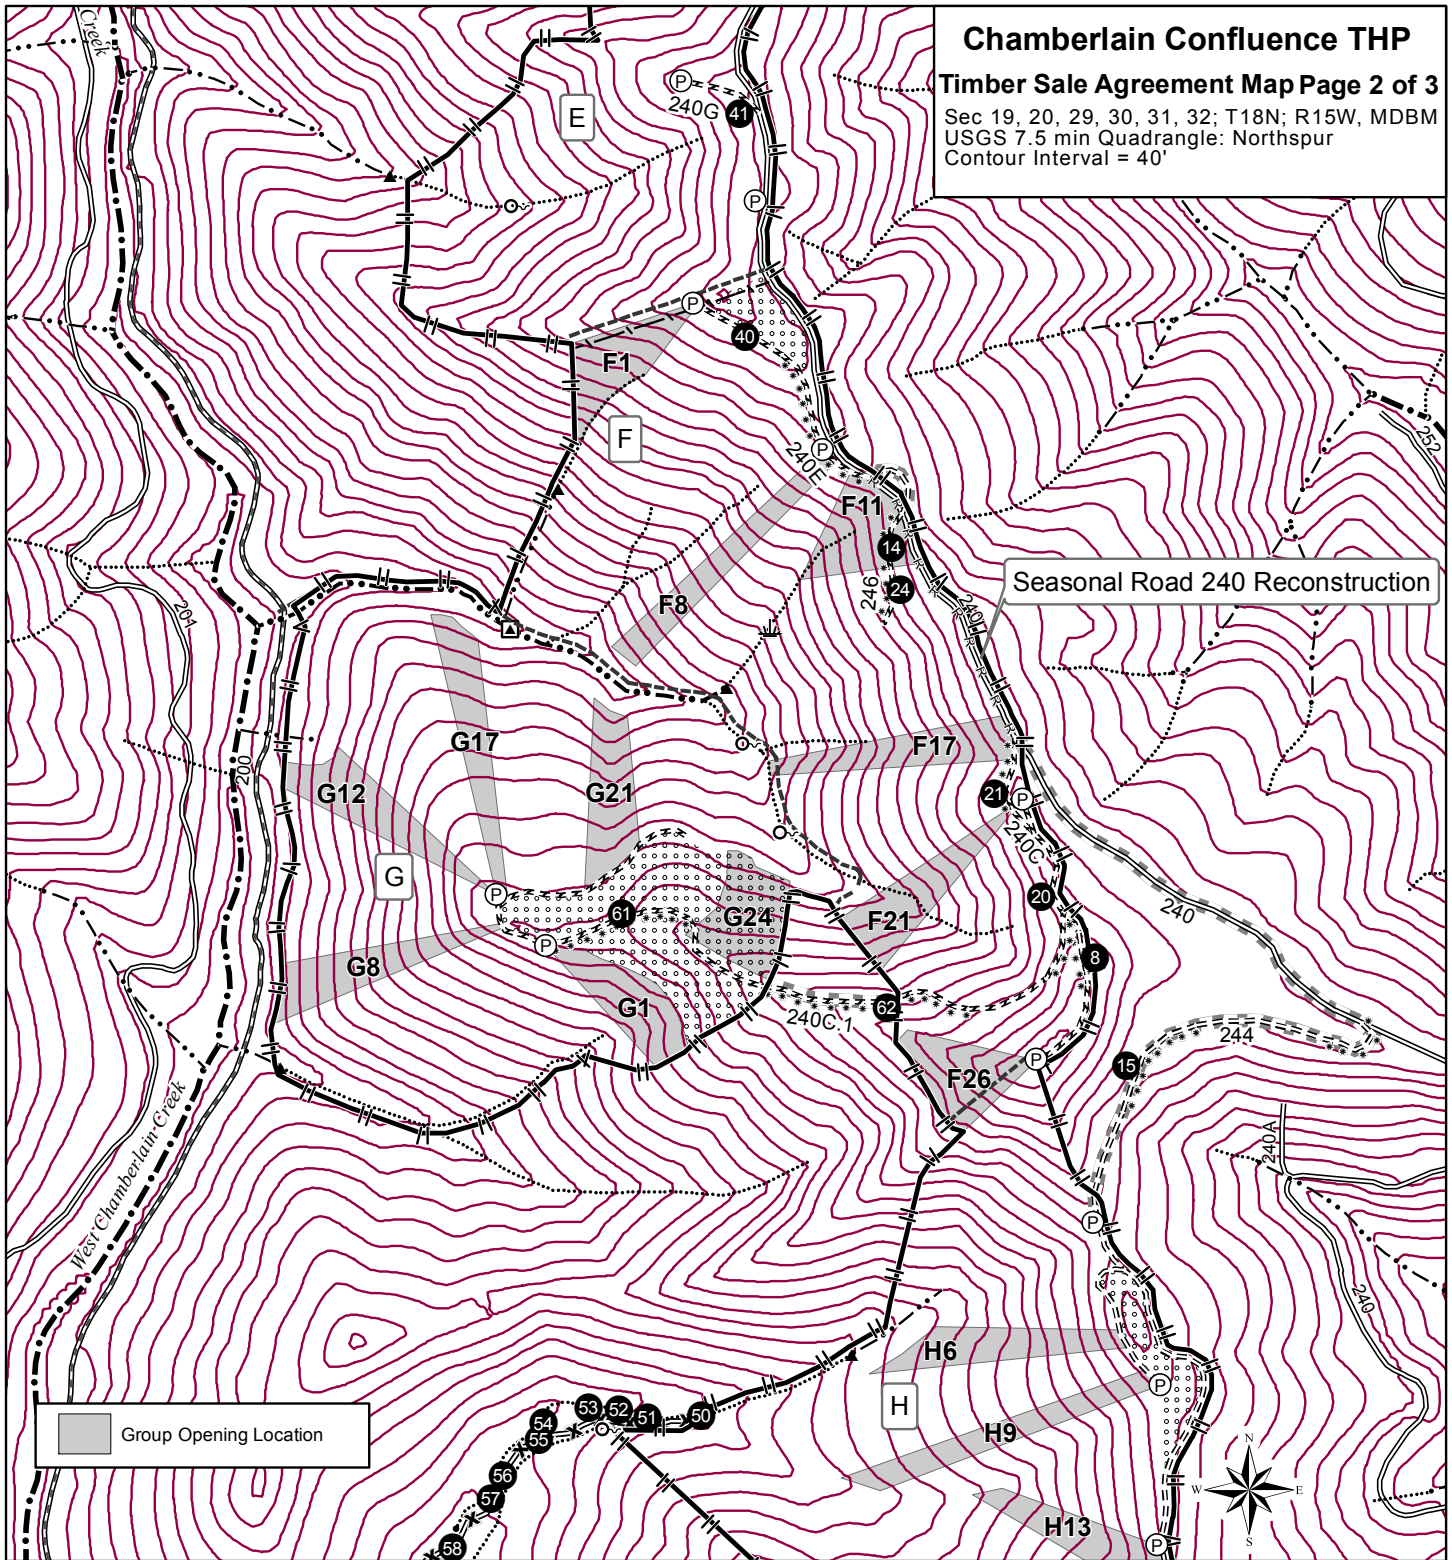 Chamberlain Confluence THP
Timber Sale Agreement Map Page 2 of 3
Sec 19, 20, 29, 30, 31, 32; T18N; R15W, MDBM
USGS 7.5 min Quadrangle: Northspur
Contour Interval = 40'
Creek
E
P
240G
41
P
P
40
F1
F
P
240E
252
F11
14
24
246
Seasonal Road 240 Reconstruction
240
201
F8
G17
F17
200
G12
G21
21
P
240C
G
P
61
G24
F21
20
240
P
8
G8
G1
62
240C.1
244
P
15
F26
West Chamberlain Creek
240A
P
240
H6
P
H
H9
53
52
51
50
54
55
56
57
58
H13
P
Group Opening Location
N
W
E
S